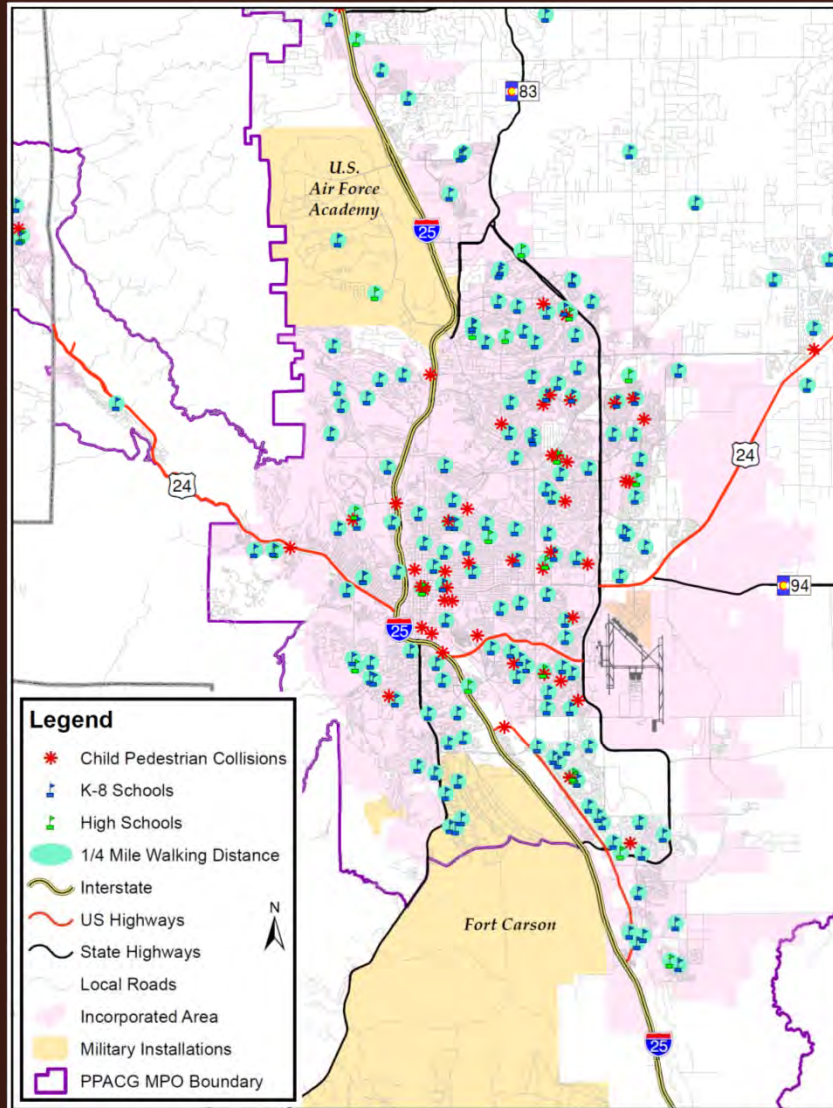 83
U.S.
Air Force
Academy
25
24
24
94
25
Legend
Child Pedestrian Collisions
K-8 Schools
High Schools
1/4 Mile Walking Distance
Interstate
US Highways
N
State Highways
Local Roads
Incorporated Area
Military Installations
PPACG MPO Boundary
Fort Carson
25